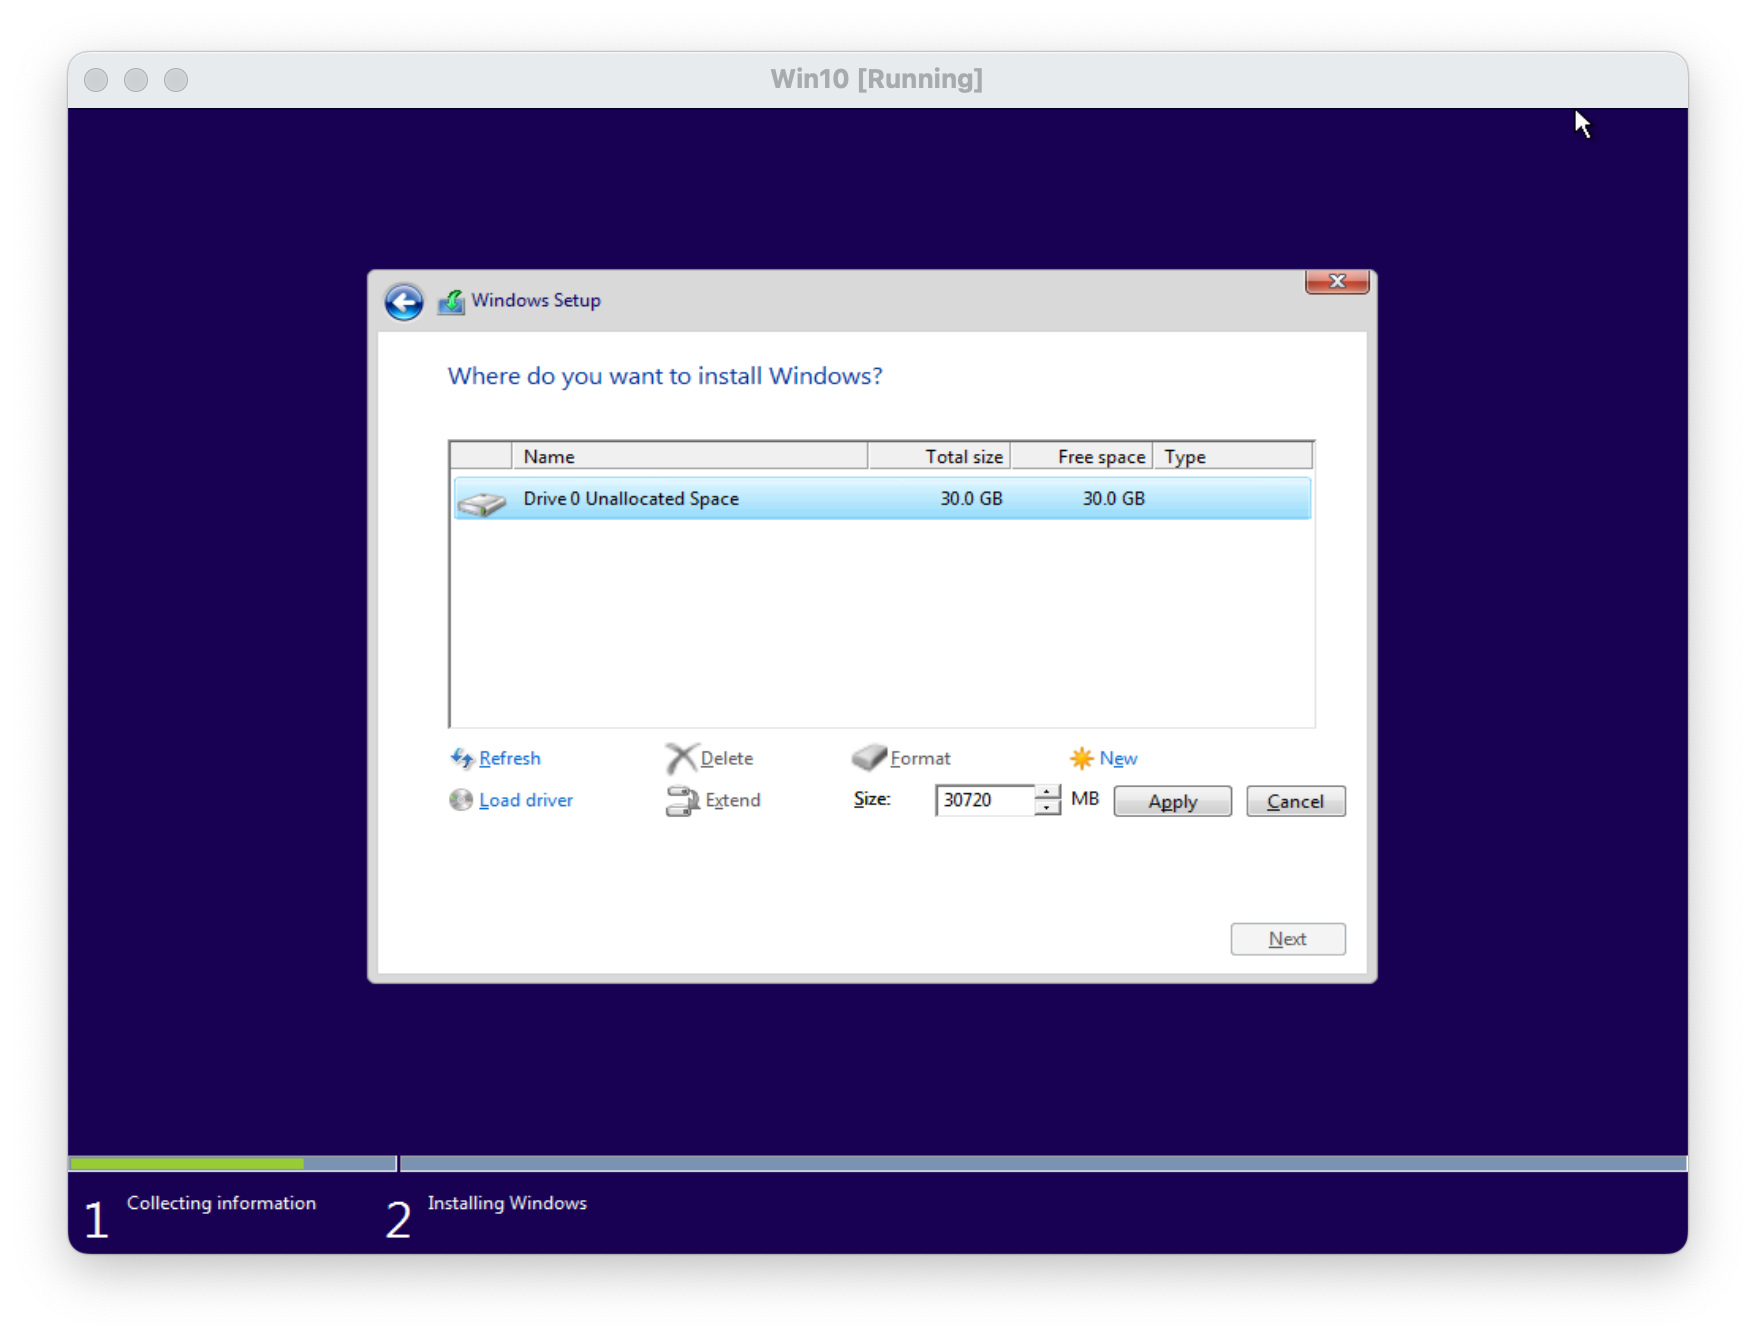 Win10 [Running]
Windows Setup
Where do you want to install Windows?
Name Total size Free space Type
Drive 0 Unallocated Space 30.0 GB 30.0 GB
Refresh Delete Format New
Load driver Extend Size: 30720 MB Apply Cancel
Next
1 Collecting information 2 Installing Windows